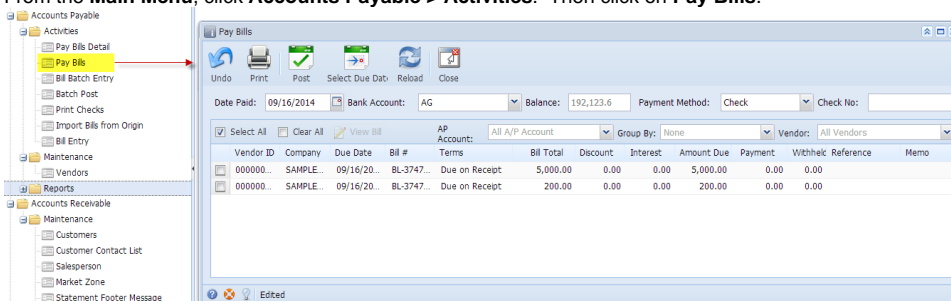 From the Main Menu, click Accounts Payable > Activities. Then click on Pay Bills.
Accounts Payable
Activities
Pay Bills Detail
Pay Bills
Bill Batch Entry
Batch Post
Print Checks
Import Bills from Origin
Bill Entry
Maintenance
Vendors
Reports
Accounts Receivable
Maintenance
Customers
Customer Contact List
Salesperson
Market Zone
Statement Footer Message
Pay Bills
Undo Print Post Select Due Dat Reload Close
Date Paid: 09/16/2014 Bank Account: AG Balance: 192,123.6 Payment Method: Check Check No:
Select All Clear All View Bill AP Account: All A/P Account Group By: None Vendor: All Vendors
Vendor ID Company Due Date Bill # Terms Bill Total Discount Interest Amount Due Payment Withheld Reference Memo
000000... SAMPLE... 09/16/20... BL-3747... Due on Receipt 5,000.00 0.00 0.00 5,000.00 0.00 0.00
000000... SAMPLE... 09/16/20... BL-3747... Due on Receipt 200.00 0.00 0.00 200.00 0.00 0.00
Edited